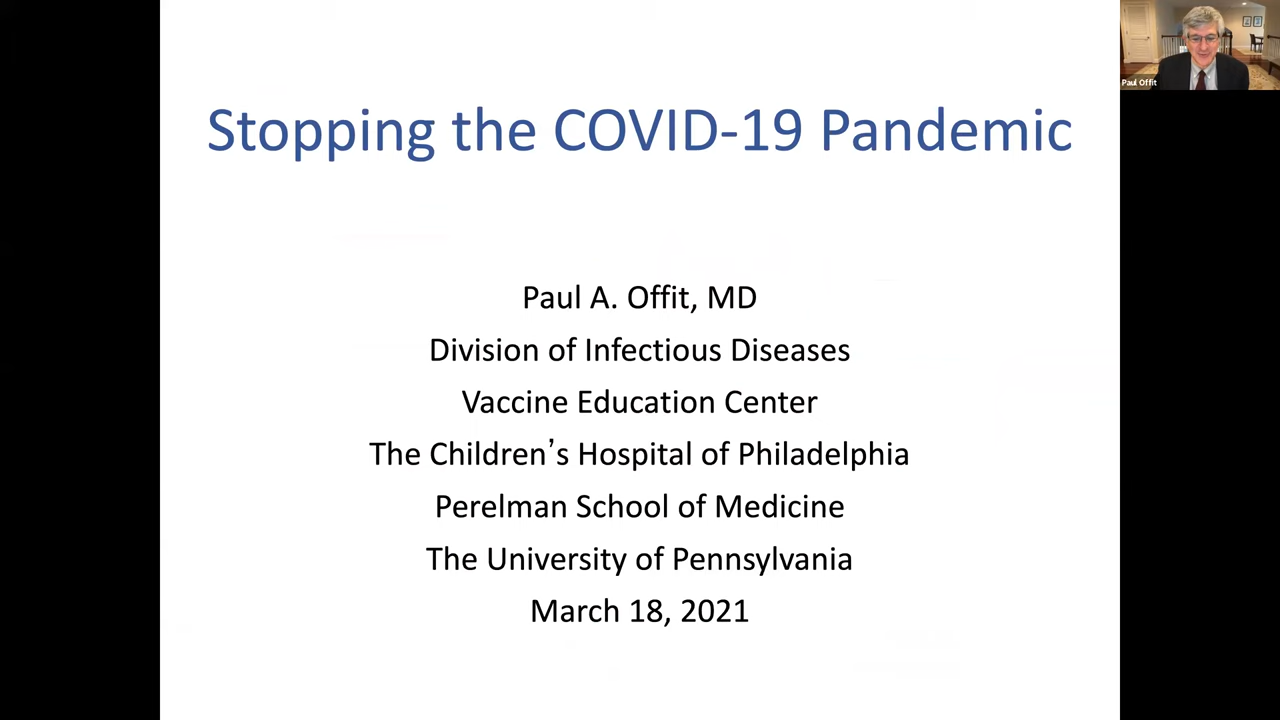 Stopping the COVID-19 Pandemic
Paul A. Offit, MD
Division of Infectious Diseases
Vaccine Education Center
The Children’s Hospital of Philadelphia
Perelman School of Medicine
The University of Pennsylvania
March 18, 2021
Paul Offit